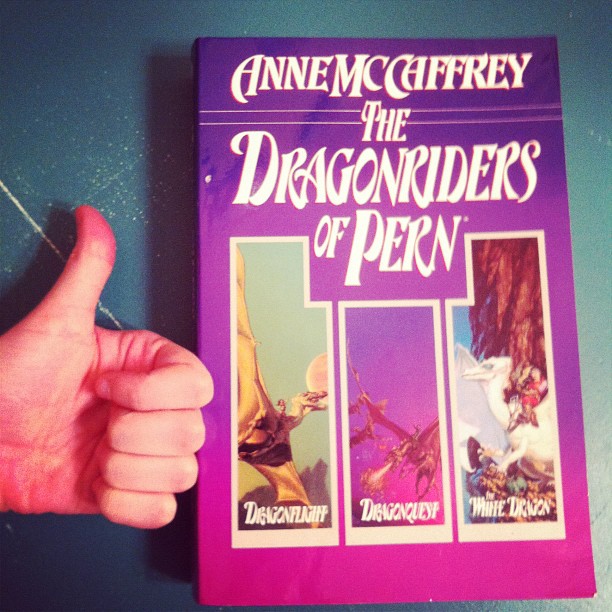 ANNE MCCAFFREY
THE
DRAGONRIDERS
OF PERN®
DRAGONFLIGHT
DRAGONQUEST
THE
WHITE DRAGON